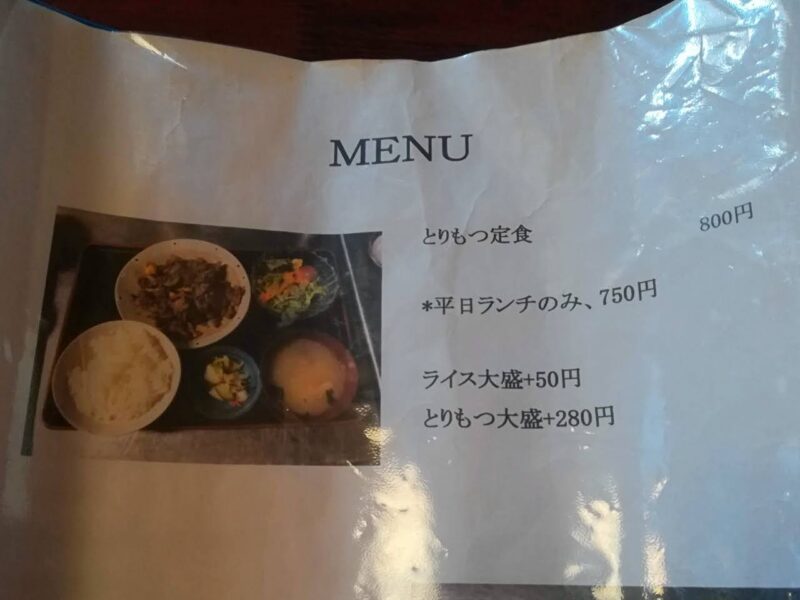 MENU
とりもつ定食 800円
*平日ランチのみ、750円
ライス大盛+50円
とりもつ大盛+280円